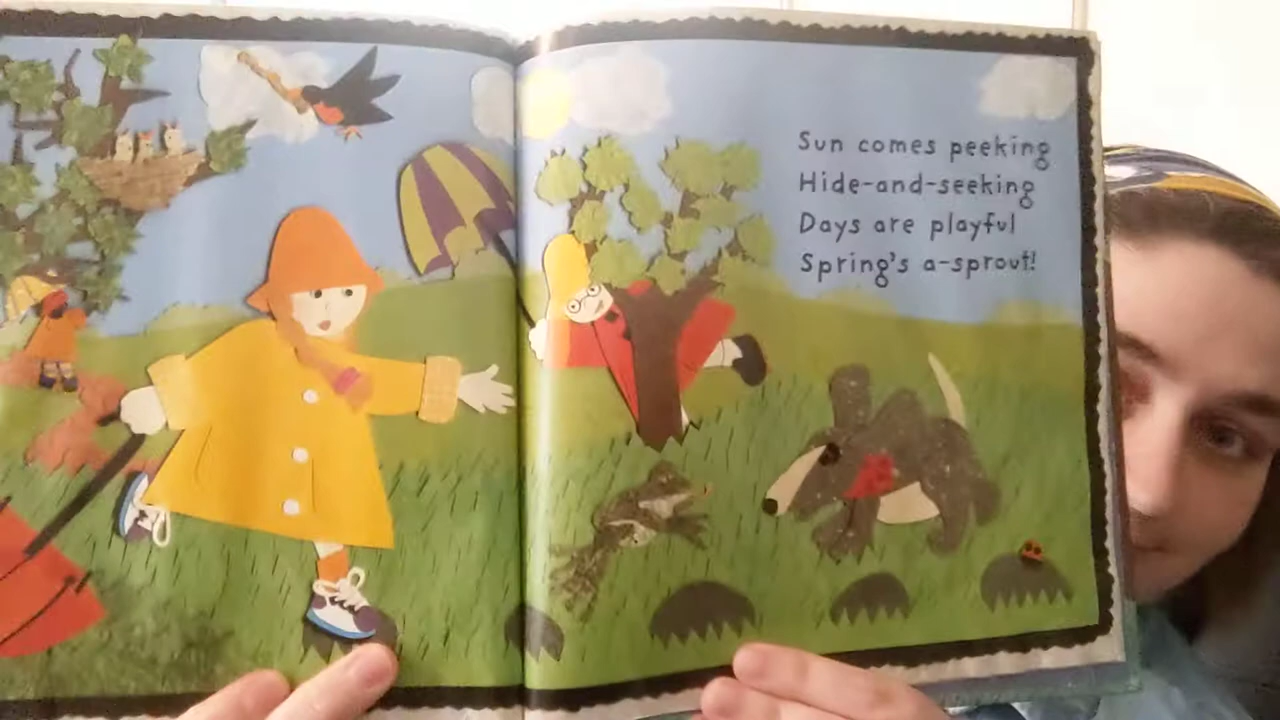 Sun comes peeking
Hide-and-seeking
Days are playful
Spring's a-sprout!